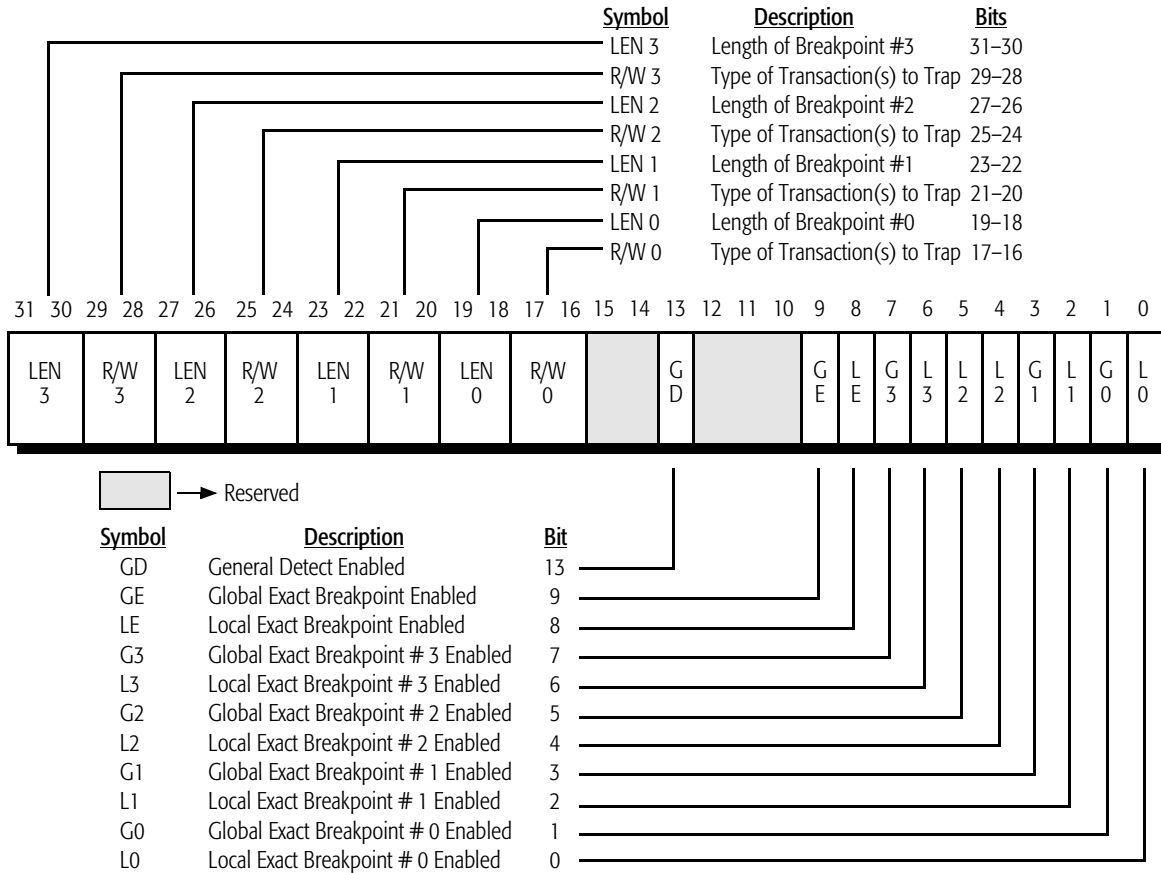 Symbol Description Bits
LEN 3 Length of Breakpoint #3 31–30
R/W 3 Type of Transaction(s) to Trap 29–28
LEN 2 Length of Breakpoint #2 27–26
R/W 2 Type of Transaction(s) to Trap 25–24
LEN 1 Length of Breakpoint #1 23–22
R/W 1 Type of Transaction(s) to Trap 21–20
LEN 0 Length of Breakpoint #0 19–18
R/W 0 Type of Transaction(s) to Trap 17–16
31 30 29 28 27 26 25 24 23 22 21 20 19 18 17 16 15 14 13 12 11 10 9 8 7 6 5 4 3 2 1 0
LEN R/W LEN R/W LEN R/W LEN R/W G G L G L L L G L G L
3 3 2 2 1 1 0 0 D E E 3 3 2 2 1 1 0 0
Reserved
Symbol Description Bit
GD General Detect Enabled 13
GE Global Exact Breakpoint Enabled 9
LE Local Exact Breakpoint Enabled 8
G3 Global Exact Breakpoint # 3 Enabled 7
L3 Local Exact Breakpoint # 3 Enabled 6
G2 Global Exact Breakpoint # 2 Enabled 5
L2 Local Exact Breakpoint # 2 Enabled 4
G1 Global Exact Breakpoint # 1 Enabled 3
L1 Local Exact Breakpoint # 1 Enabled 2
G0 Global Exact Breakpoint # 0 Enabled 1
L0 Local Exact Breakpoint # 0 Enabled 0